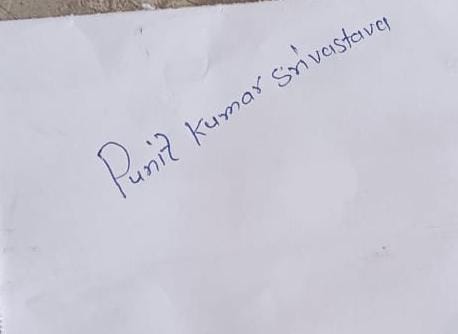 Punit Kumar Srivastava